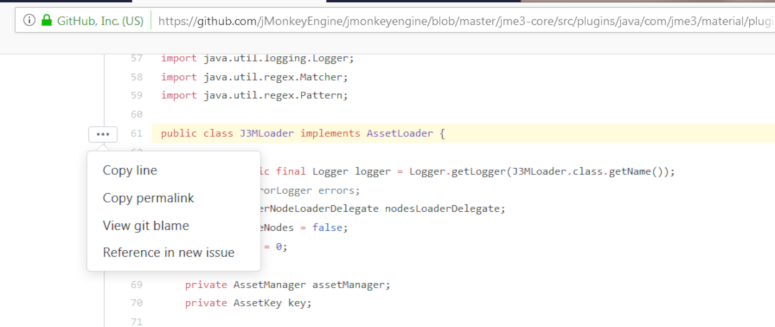 GitHub, Inc. (US) https://github.com/jMonkeyEngine/jmonkeyengine/blob/master/jme3-core/src/plugins/java/com/jme3/material/plugi
57 import java.util.logging.Logger;
58 import java.util.regex.Matcher;
59 import java.util.regex.Pattern;
60
61 public class J3MLoader implements AssetLoader {
ic final Logger logger = Logger.getLogger(J3MLoader.class.getName());
rorLogger errors;
erNodeLoaderDelegate nodesLoaderDelegate;
eNodes = false;
= 0;
Copy line
Copy permalink
View git blame
Reference in new issue
69 private AssetManager assetManager;
70 private AssetKey key;
71